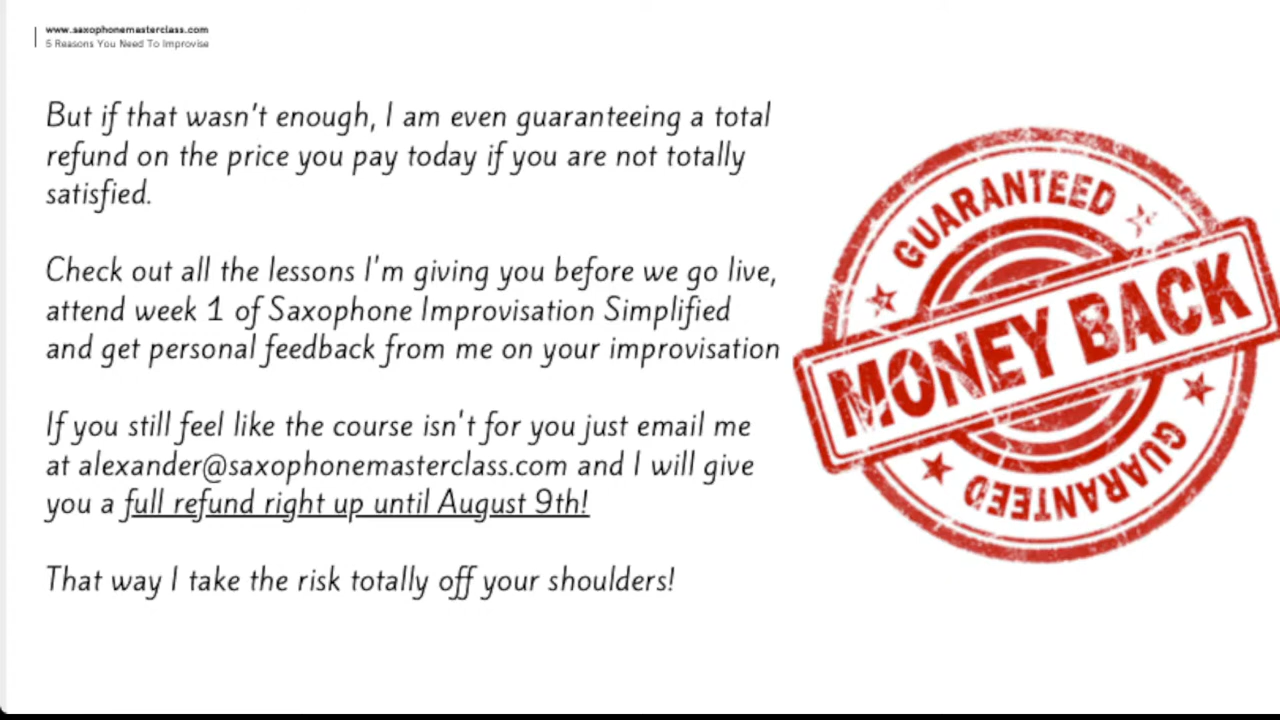 www.saxophonemasterclass.com
5 Reasons You Need To Improvise
But if that wasn't enough, I am even guaranteeing a total
refund on the price you pay today if you are not totally
satisfied.
Check out all the lessons I'm giving you before we go live,
attend week 1 of Saxophone Improvisation Simplified
and get personal feedback from me on your improvisation
If you still feel like the course isn't for you just email me
at alexander@saxophonemasterclass.com and I will give
you a full refund right up until August 9th!
That way I take the risk totally off your shoulders!
GUARANTEED
MONEY BACK
GUARANTEED